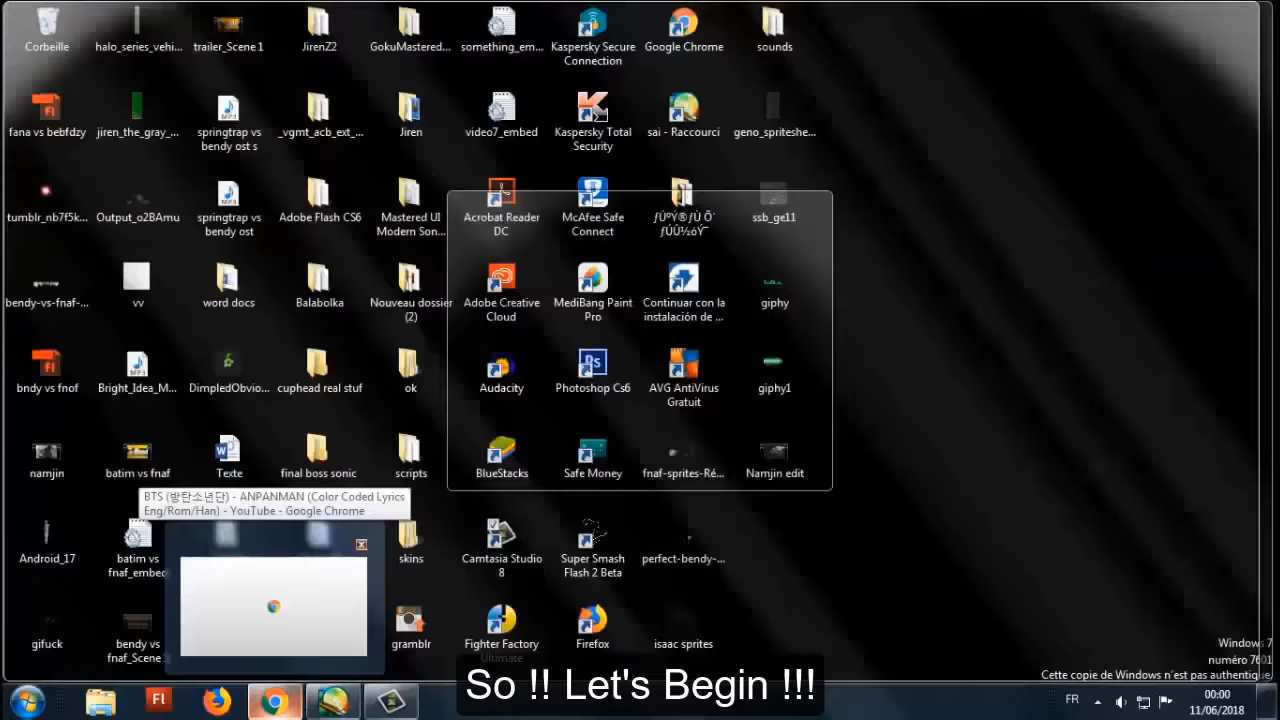 Corbeille
halo_series_vehi...
trailer_Scene 1
JirenZ2
GokuMastered...
something_em...
Kaspersky Secure
Connection
Google Chrome
sounds
fana vs bebfdzy
jiren_the_gray_...
springtrap vs
bendy ost s
_vgmt_acb_ext_...
Jiren
video7_embed
Kaspersky Total
Security
sai - Raccourci
geno_spriteshe...
tumblr_nb7f5k...
Output_o2BAmu
springtrap vs
bendy ost
Adobe Flash CS6
Mastered UI
Modern Son...
Acrobat Reader
DC
McAfee Safe
Connect
ssb_ge11
bendy-vs-fnaf-...
vv
word docs
Balabolka
Nouveau dossier
(2)
Adobe Creative
Cloud
MediBang Paint
Pro
Continuar con la
instalación de ...
giphy
bndy vs fnof
Bright_Idea_M...
DimpledObvio...
cuphead real stuf
ok
Audacity
Photoshop Cs6
AVG AntiVirus
Gratuit
giphy1
namjin
batim vs fnaf
Texte
final boss sonic
scripts
BlueStacks
Safe Money
fnaf-sprites-Ré...
Namjin edit
BTS (방탄소년단) - ANPANMAN (Color Coded Lyrics
Eng/Rom/Han) - YouTube - Google Chrome
Android_17
batim vs
fnaf_embed
skins
Camtasia Studio
8
Super Smash
Flash 2 Beta
perfect-bendy-...
gifuck
bendy vs
fnaf_Scene
gramblr
Fighter Factory
Ultimate
Firefox
isaac sprites
Windows 7
numéro 7601
Cette copie de Windows n'est pas authentique
So !! Let's Begin !!!
FR
00:00
11/06/2018